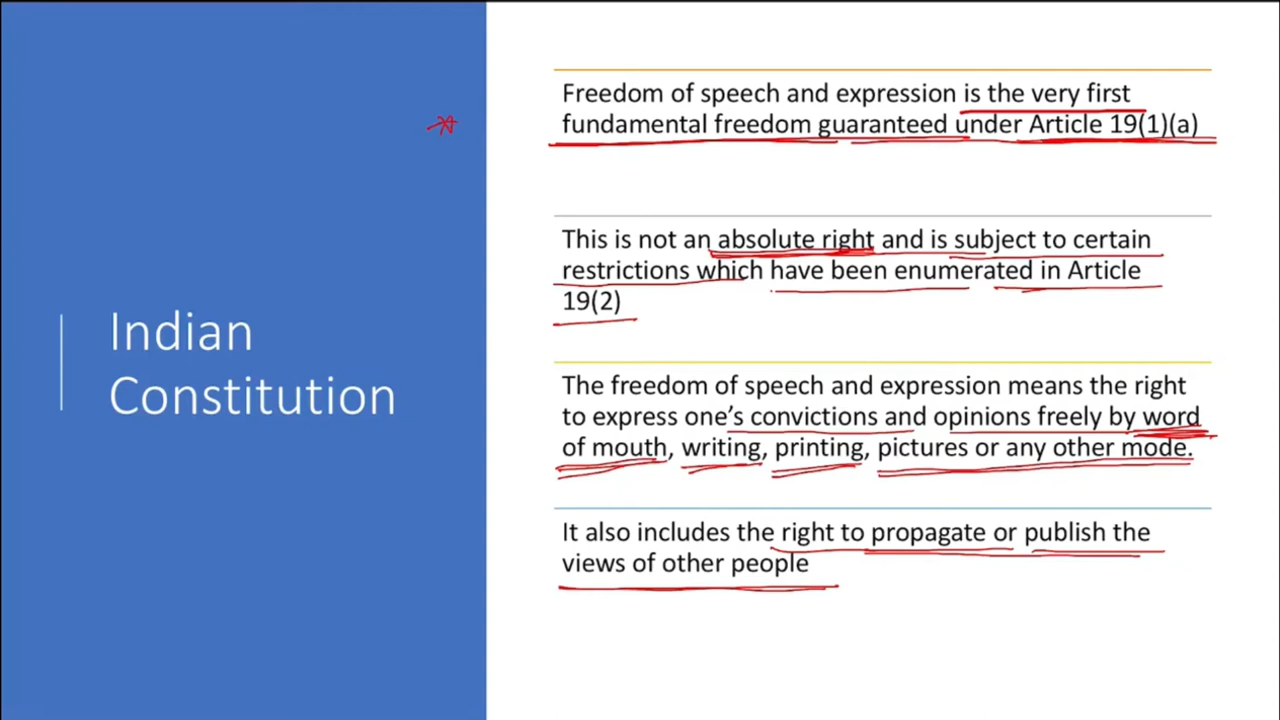 Indian
Constitution
Freedom of speech and expression is the very first
fundamental freedom guaranteed under Article 19(1)(a)
This is not an absolute right and is subject to certain
restrictions which have been enumerated in Article
19(2)
The freedom of speech and expression means the right
to express one’s convictions and opinions freely by word
of mouth, writing, printing, pictures or any other mode.
It also includes the right to propagate or publish the
views of other people